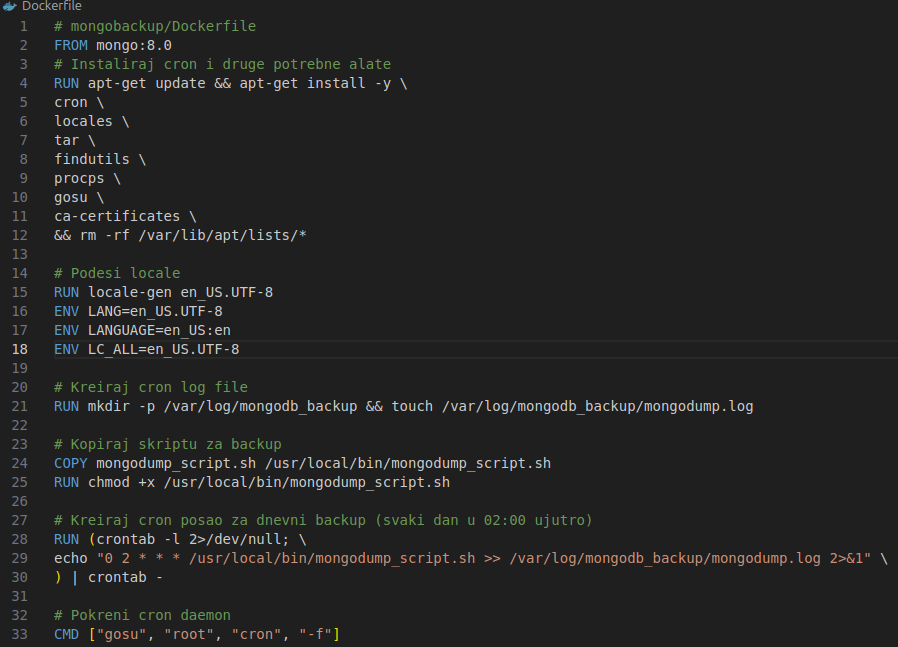 Dockerfile
1 # mongobackup/Dockerfile
2 FROM mongo:8.0
3 # Instaliraj cron i druge potrebne alate
4 RUN apt-get update && apt-get install -y \
5 cron \
6 locales \
7 tar \
8 findutils \
9 procps \
10 gosu \
11 ca-certificates \
12 && rm -rf /var/lib/apt/lists/*
13
14 # Podesi locale
15 RUN locale-gen en_US.UTF-8
16 ENV LANG=en_US.UTF-8
17 ENV LANGUAGE=en_US:en
18 ENV LC_ALL=en_US.UTF-8
19
20 # Kreiraj cron log file
21 RUN mkdir -p /var/log/mongodb_backup && touch /var/log/mongodb_backup/mongodump.log
22
23 # Kopiraj skriptu za backup
24 COPY mongodump_script.sh /usr/local/bin/mongodump_script.sh
25 RUN chmod +x /usr/local/bin/mongodump_script.sh
26
27 # Kreiraj cron posao za dnevni backup (svaki dan u 02:00 ujutro)
28 RUN (crontab -l 2>/dev/null; \
29 echo "0 2 * * * /usr/local/bin/mongodump_script.sh >> /var/log/mongodb_backup/mongodump.log 2>&1" \
30 ) | crontab -
31
32 # Pokreni cron daemon
33 CMD ["gosu", "root", "cron", "-f"]